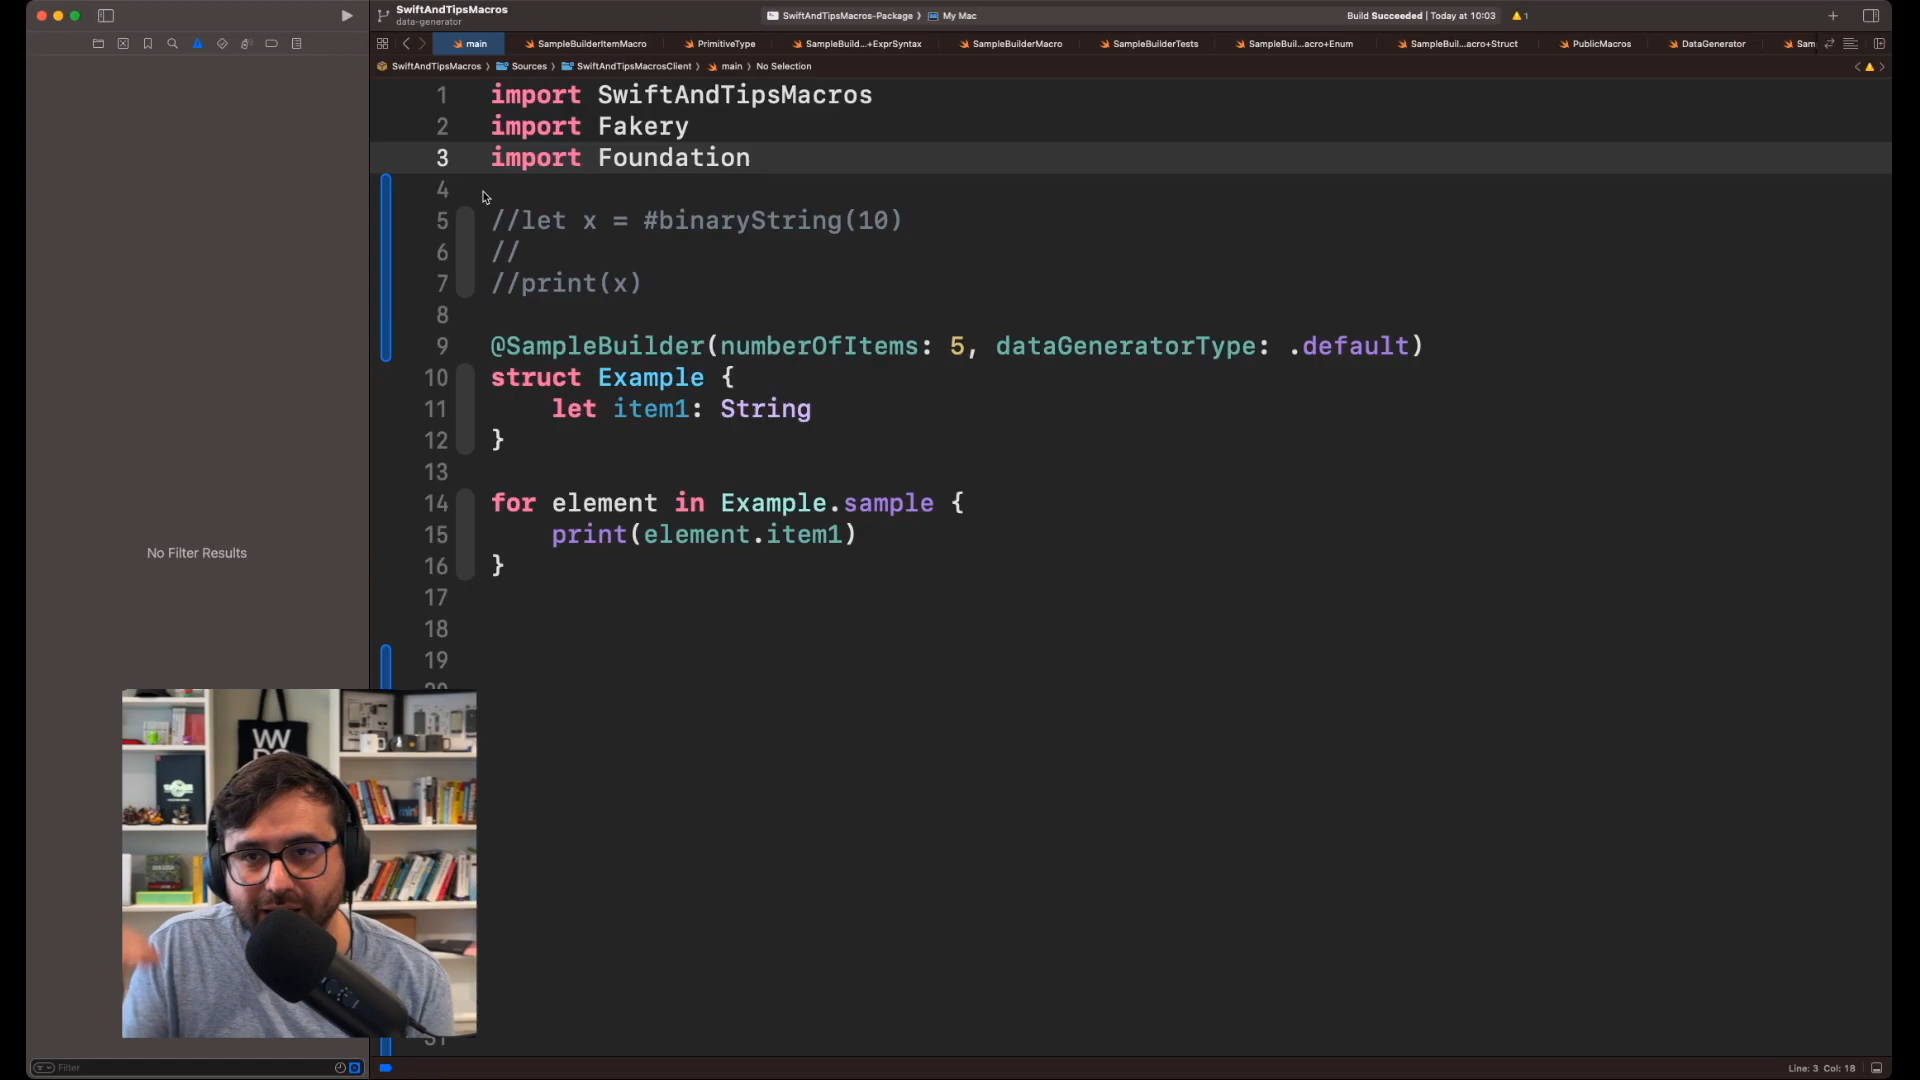 SwiftAndTipsMacros
data-generator
SwiftAndTipsMacros-Package 〉 My Mac
Build Succeeded | Today at 10:03
1
main
SampleBuilderItemMacro
PrimitiveType
SampleBuild...+ExprSyntax
SampleBuilderMacro
SampleBuilderTests
SampleBuil...acro+Enum
SampleBuil...acro+Struct
PublicMacros
DataGenerator
Sam
SwiftAndTipsMacros 〉 Sources 〉 SwiftAndTipsMacrosClient 〉 main 〉 No Selection
1 import SwiftAndTipsMacros
2 import Fakery
3 import Foundation
4
5 //let x = #binaryString(10)
6 //
7 //print(x)
8
9 @SampleBuilder(numberOfItems: 5, dataGeneratorType: .default)
10 struct Example {
11 let item1: String
12 }
13
14 for element in Example.sample {
15 print(element.item1)
16 }
17
18
19
No Filter Results
Filter
Line: 3 Col: 18